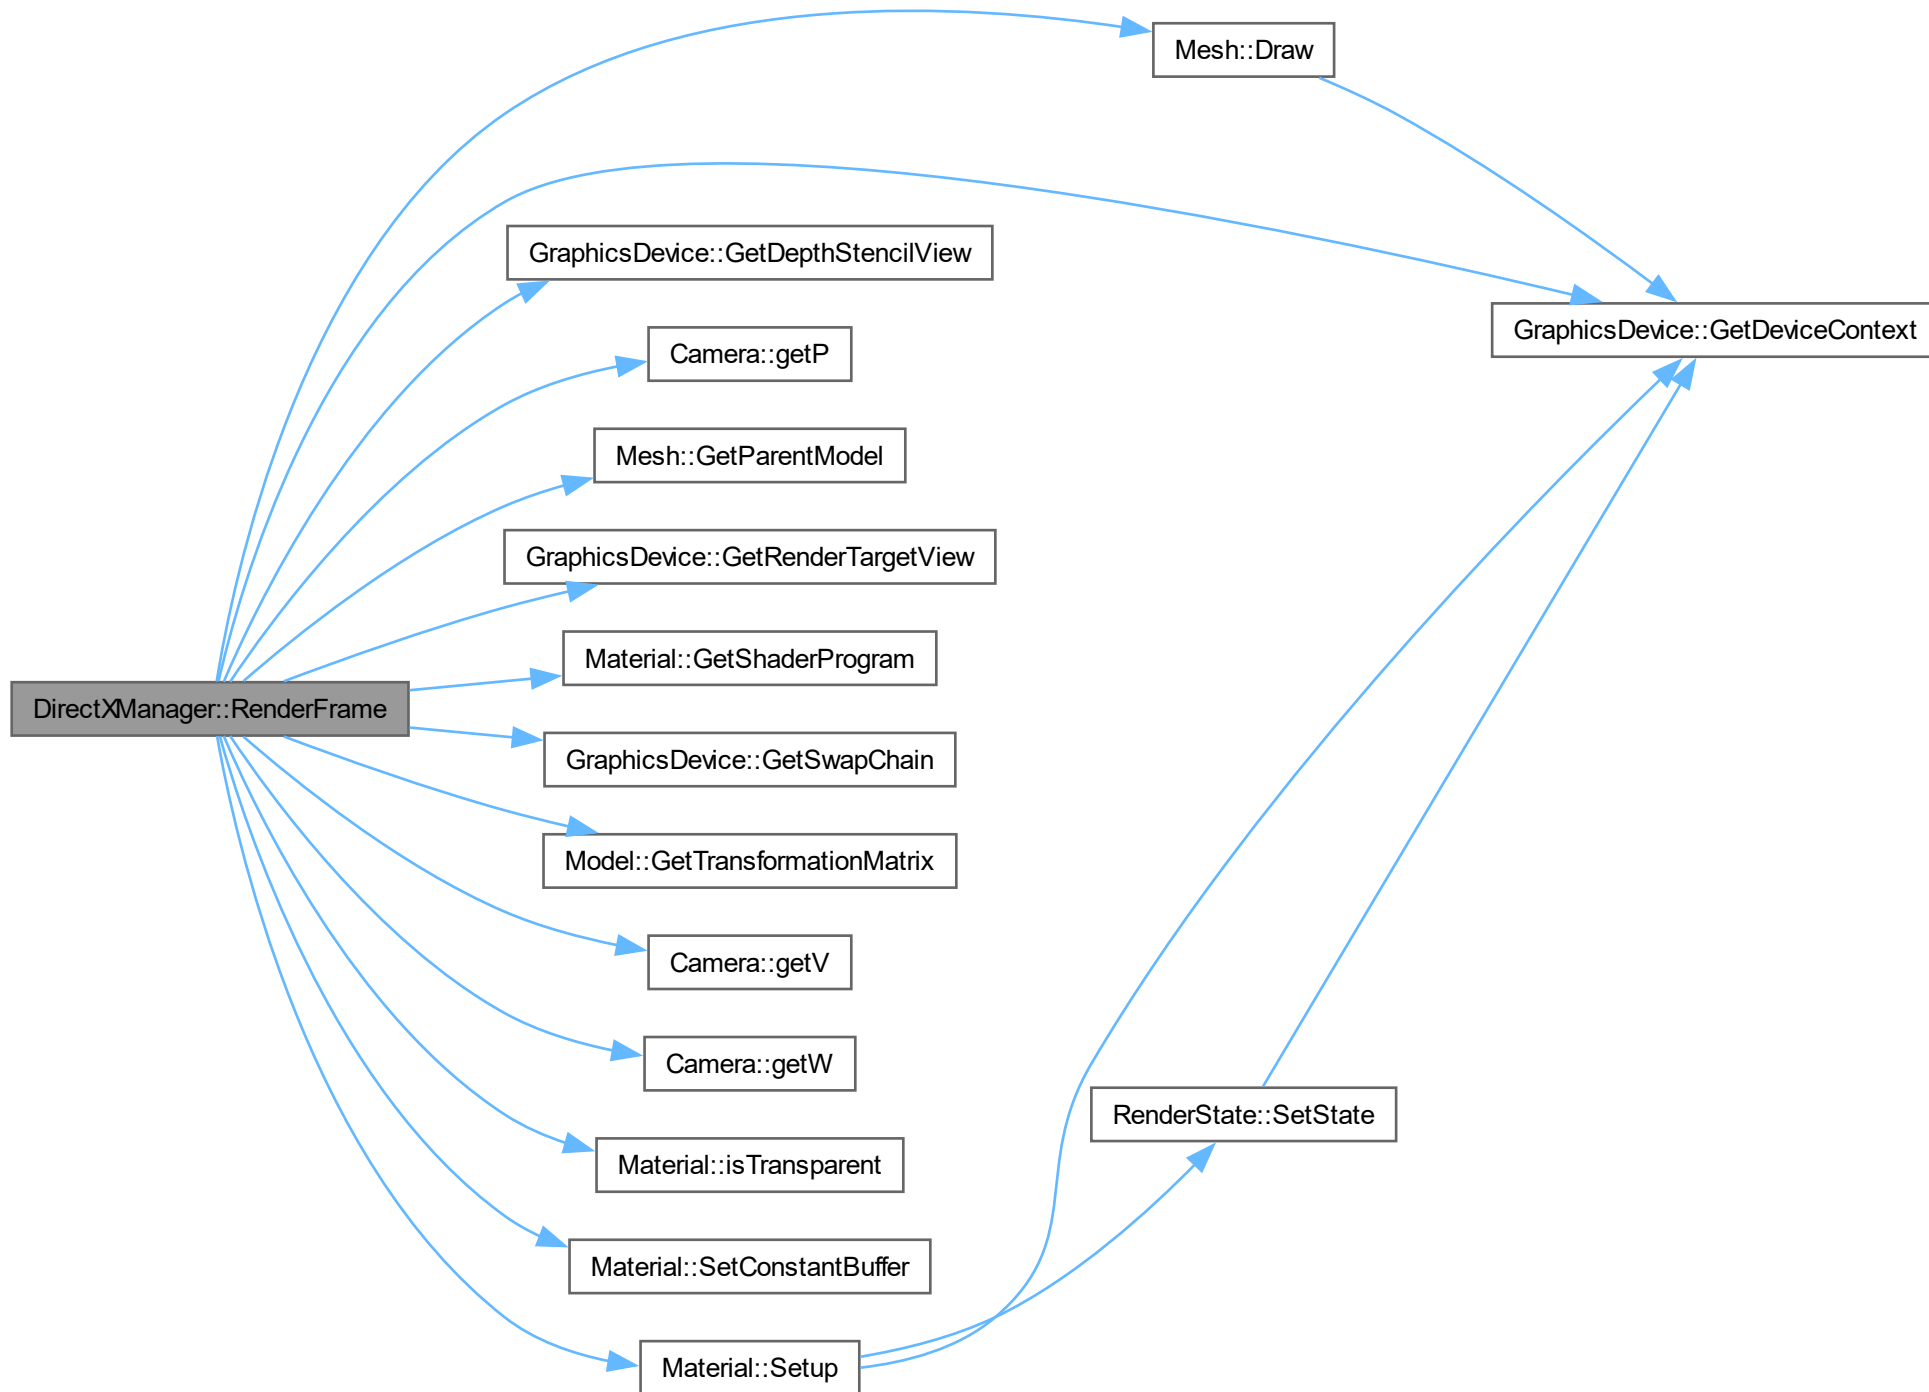 Mesh::Draw
GraphicsDevice::GetDepthStencilView
GraphicsDevice::GetDeviceContext
Camera::getP
Mesh::GetParentModel
GraphicsDevice::GetRenderTargetView
Material::GetShaderProgram
DirectXManager::RenderFrame
GraphicsDevice::GetSwapChain
Model::GetTransformationMatrix
Camera::getV
Camera::getW
RenderState::SetState
Material::isTransparent
Material::SetConstantBuffer
Material::Setup